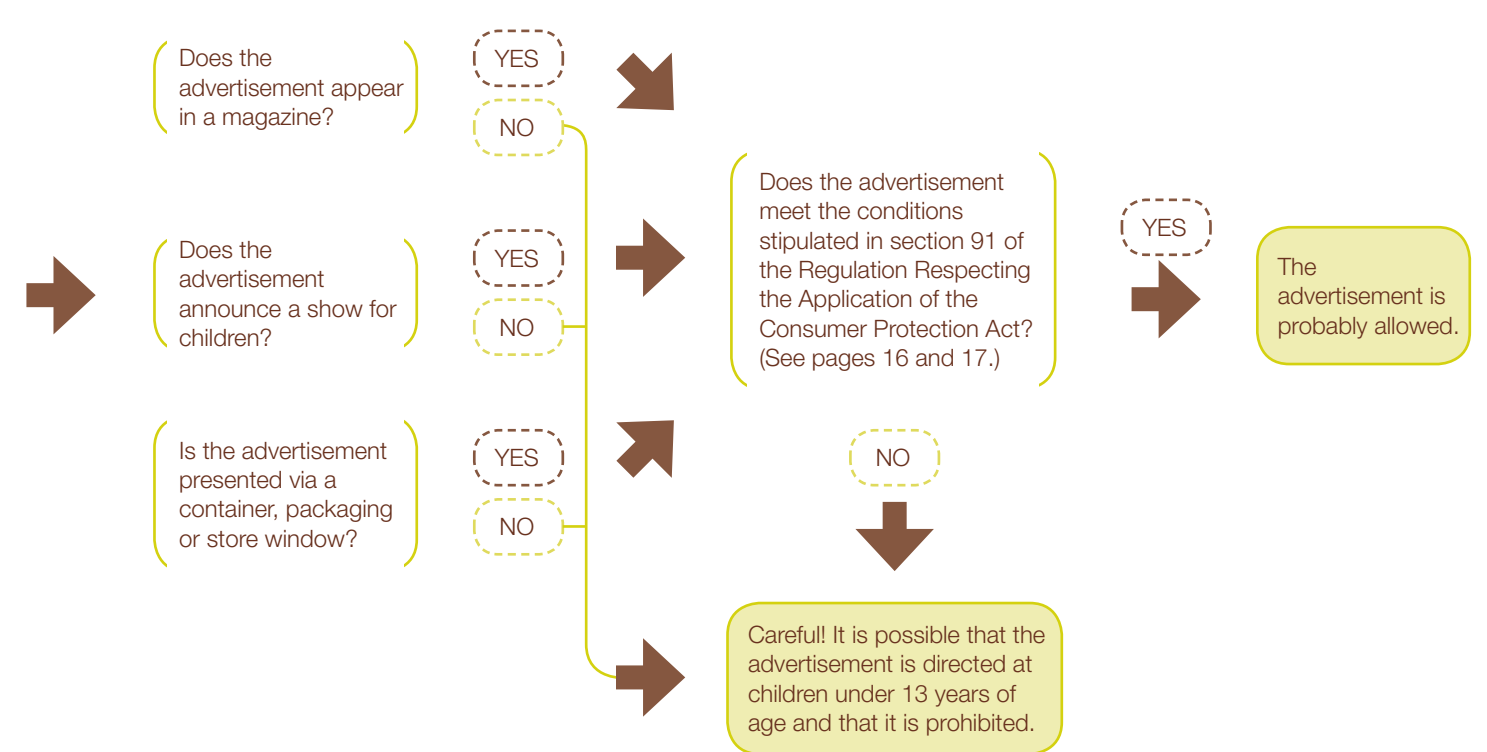 Does the
advertisement appear
in a magazine?
YES
NO
Does the
advertisement
announce a show for
children?
YES
NO
Is the advertisement
presented via a
container, packaging
or store window?
YES
NO
Does the advertisement
meet the conditions
stipulated in section 91 of
the Regulation Respecting
the Application of the
Consumer Protection Act?
(See pages 16 and 17.)
YES
The
advertisement is
probably allowed.
NO
Careful! It is possible that the
advertisement is directed at
children under 13 years of
age and that it is prohibited.